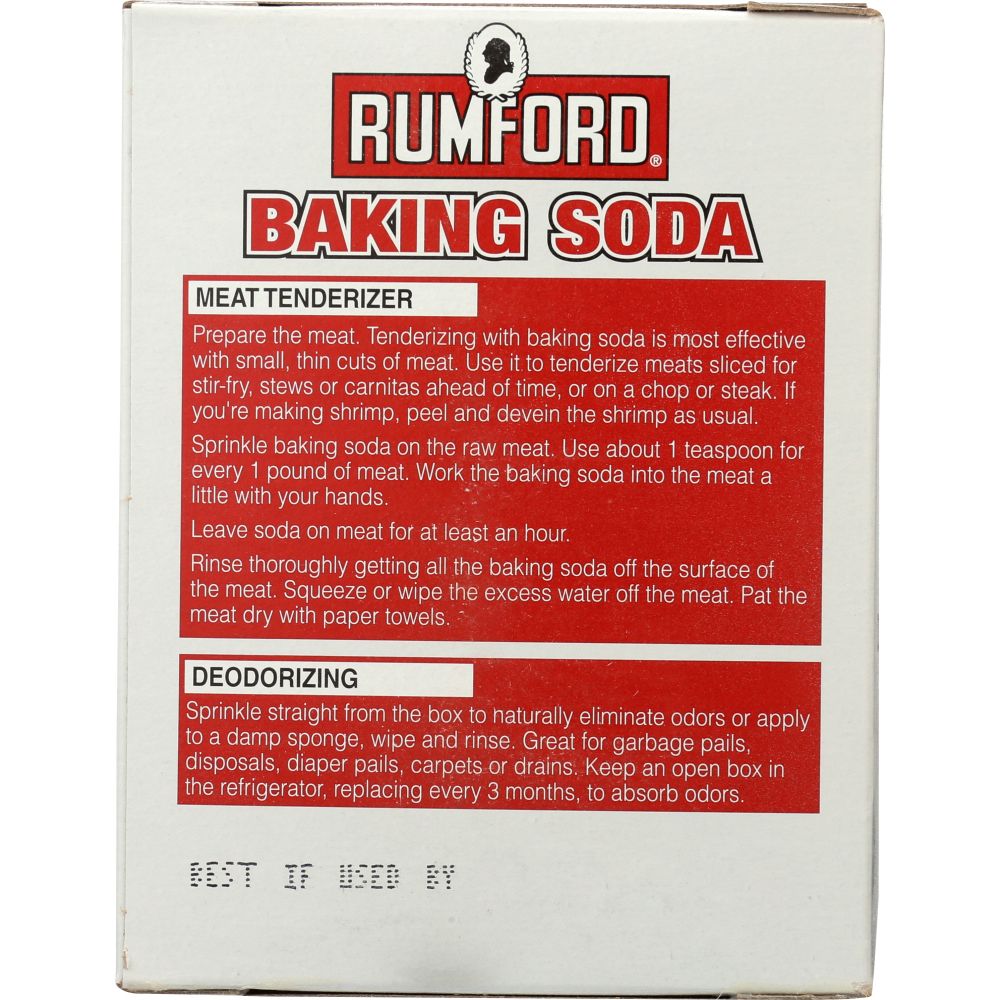 RUMFORD®
BAKING SODA
MEAT TENDERIZER
Prepare the meat. Tenderizing with baking soda is most effective
with small, thin cuts of meat. Use it to tenderize meats sliced for
stir-fry, stews or carnitas ahead of time, or on a chop or steak. If
you're making shrimp, peel and devein the shrimp as usual.
Sprinkle baking soda on the raw meat. Use about 1 teaspoon for
every 1 pound of meat. Work the baking soda into the meat a
little with your hands.
Leave soda on meat for at least an hour.
Rinse thoroughly getting all the baking soda off the surface of
the meat. Squeeze or wipe the excess water off the meat. Pat the
meat dry with paper towels.
DEODORIZING
Sprinkle straight from the box to naturally eliminate odors or apply
to a damp sponge, wipe and rinse. Great for garbage pails,
disposals, diaper pails, carpets or drains. Keep an open box in
the refrigerator, replacing every 3 months, to absorb odors.
BEST IF USED BY